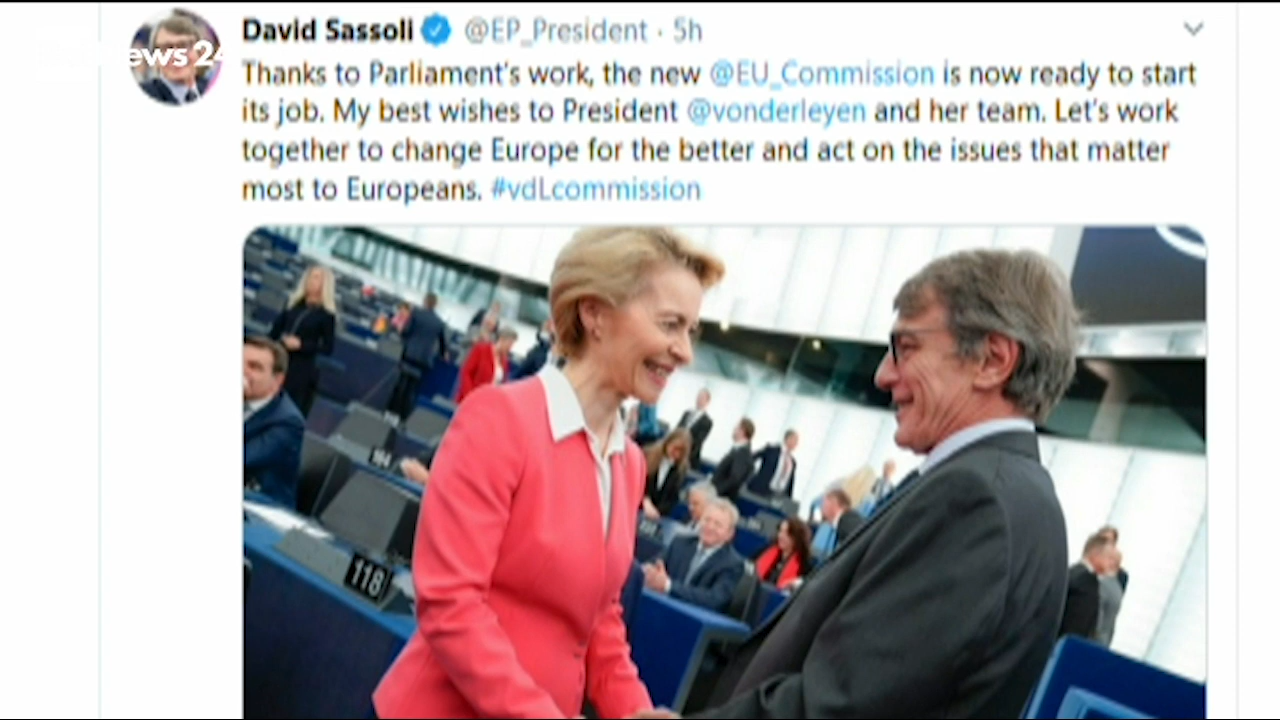 David Sassoli @EP_President · 5h
news 24
Thanks to Parliament's work, the new @EU_Commission is now ready to start
its job. My best wishes to President @vonderleyen and her team. Let's work
together to change Europe for the better and act on the issues that matter
most to Europeans. #vdLcommission
118